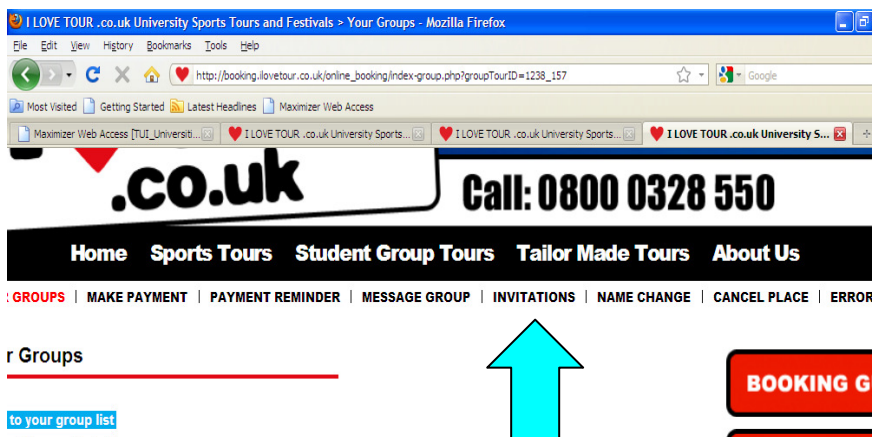 I LOVE TOUR .co.uk University Sports Tours and Festivals > Your Groups - Mozilla Firefox
File Edit View History Bookmarks Tools Help
http://booking.ilovetour.co.uk/online_booking/index-group.php?groupTourID=1238_157 Google
Most Visited Getting Started Latest Headlines Maximizer Web Access
Maximizer Web Access [TUI_Universiti... I LOVE TOUR .co.uk University Sports... I LOVE TOUR .co.uk University Sports... I LOVE TOUR .co.uk University S...
.co.uk
Call: 0800 0328 550
Home Sports Tours Student Group Tours Tailor Made Tours About Us
GROUPS | MAKE PAYMENT | PAYMENT REMINDER | MESSAGE GROUP | INVITATIONS | NAME CHANGE | CANCEL PLACE | ERROR
r Groups
BOOKING G
to your group list